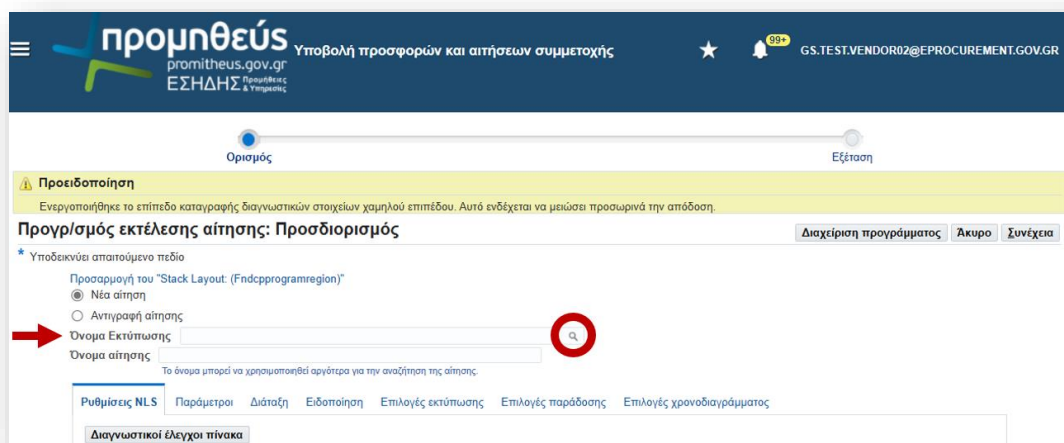 προμηθεύς
promitheus.gov.gr
ΕΣΗΔΗΣ Προμήθειες & Υπηρεσίες
Υποβολή προσφορών και αιτήσεων συμμετοχής
99+
GS.TEST.VENDOR02@EPROCUREMENT.GOV.GR
Ορισμός
Εξέταση
Προειδοποίηση
Ενεργοποιήθηκε το επίπεδο καταγραφής διαγνωστικών στοιχείων χαμηλού επιπέδου. Αυτό ενδέχεται να μειώσει προσωρινά την απόδοση.
Προγρ/σμός εκτέλεσης αίτησης: Προσδιορισμός
Διαχείριση προγράμματος Άκυρο Συνέχεια
* Υποδεικνύει απαιτούμενο πεδίο
Προσαρμογή του "Stack Layout: (Fndcpprogramregion)"
Νέα αίτηση
Αντιγραφή αίτησης
Όνομα Εκτύπωσης
Όνομα αίτησης
Το όνομα μπορεί να χρησιμοποιηθεί αργότερα για την αναζήτηση της αίτησης.
Ρυθμίσεις NLS Παράμετροι Διάταξη Ειδοποίηση Επιλογές εκτύπωσης Επιλογές παράδοσης Επιλογές χρονοδιαγράμματος
Διαγνωστικοί έλεγχοι πίνακα